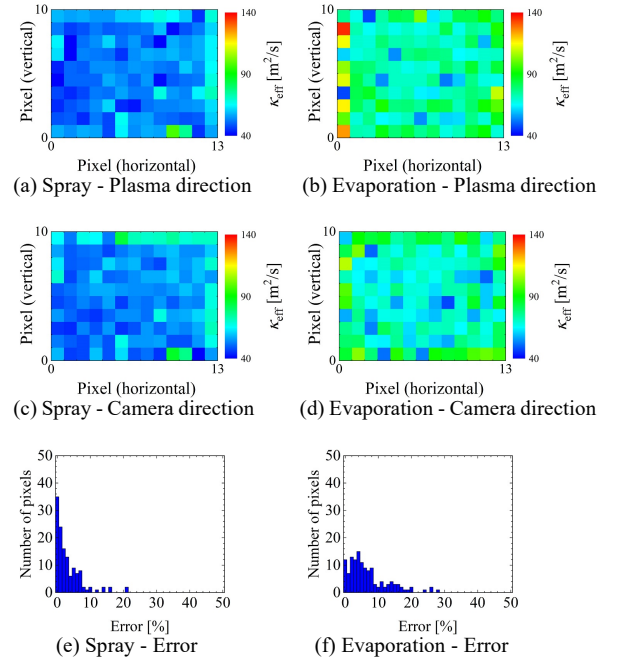 10
Pixel (vertical)
0
0
13
Pixel (horizontal)
140
90
40
κeff [m²/s]
(a) Spray - Plasma direction
10
Pixel (vertical)
0
0
13
Pixel (horizontal)
140
90
40
κeff [m²/s]
(b) Evaporation - Plasma direction
10
Pixel (vertical)
0
0
13
Pixel (horizontal)
140
90
40
κeff [m²/s]
(c) Spray - Camera direction
10
Pixel (vertical)
0
0
13
Pixel (horizontal)
140
90
40
κeff [m²/s]
(d) Evaporation - Camera direction
50
40
30
20
10
0
Number of pixels
0 10 20 30 40 50
Error [%]
(e) Spray - Error
50
40
30
20
10
0
Number of pixels
0 10 20 30 40 50
Error [%]
(f) Evaporation - Error